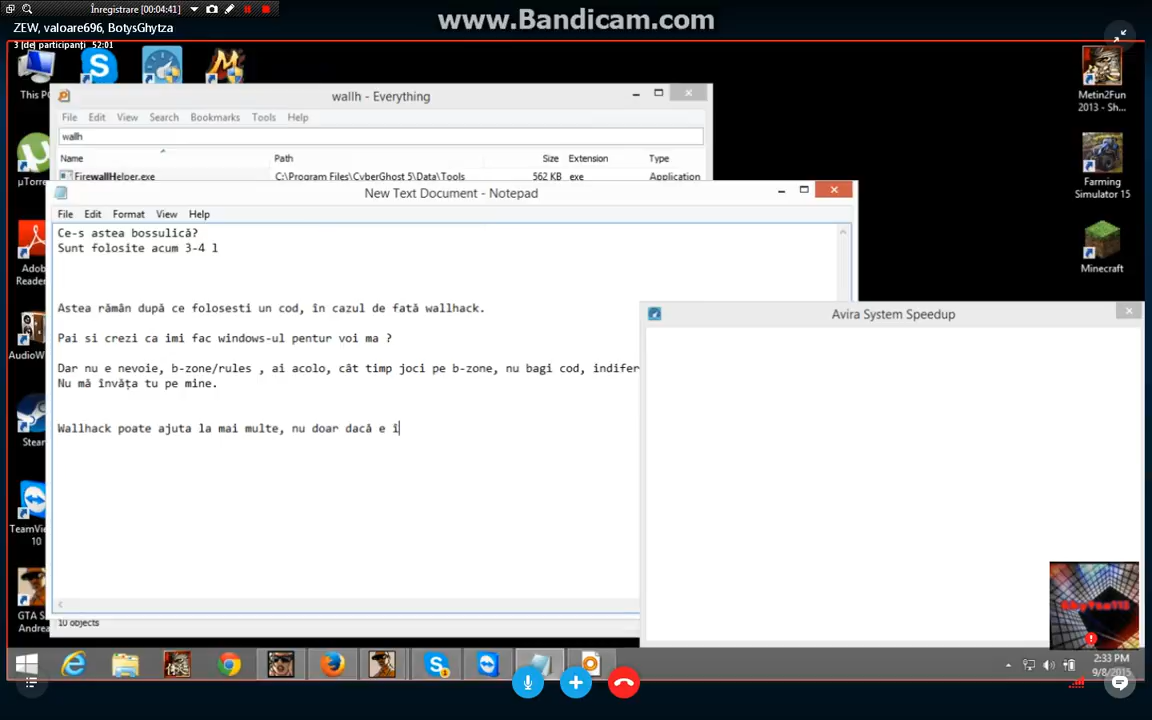 www.Bandicam.com
Înregistrare [00:04:41]
ZEW, valoare696, BotysGhytza
3 [de] participanți 52:01
This PC
Metin2Fun
2013 - Sh...
wallh - Everything
File Edit View Search Bookmarks Tools Help
wallh
Name Path Size Extension Type
FirewallHelper.exe C:\Program Files\CyberGhost 5\Data\Tools 562 KB exe Application
New Text Document - Notepad
File Edit Format View Help
Ce-s astea bossulică?
Sunt folosite acum 3-4 l
Astea rămân după ce folosesti un cod, în cazul de fată wallhack.
Pai si crezi ca imi fac windows-ul pentur voi ma ?
Dar nu e nevoie, b-zone/rules , ai acolo, cât timp joci pe b-zone, nu bagi cod, indifer
Nu mă învăța tu pe mine.
Wallhack poate ajuta la mai multe, nu doar dacă e î
10 objects
Avira System Speedup
µTorre
Adob
Reader
AudioW
Steam
TeamVie
10
GTA S
Andrea
Farming
Simulator 15
Minecraft
2:33 PM
9/8/2015